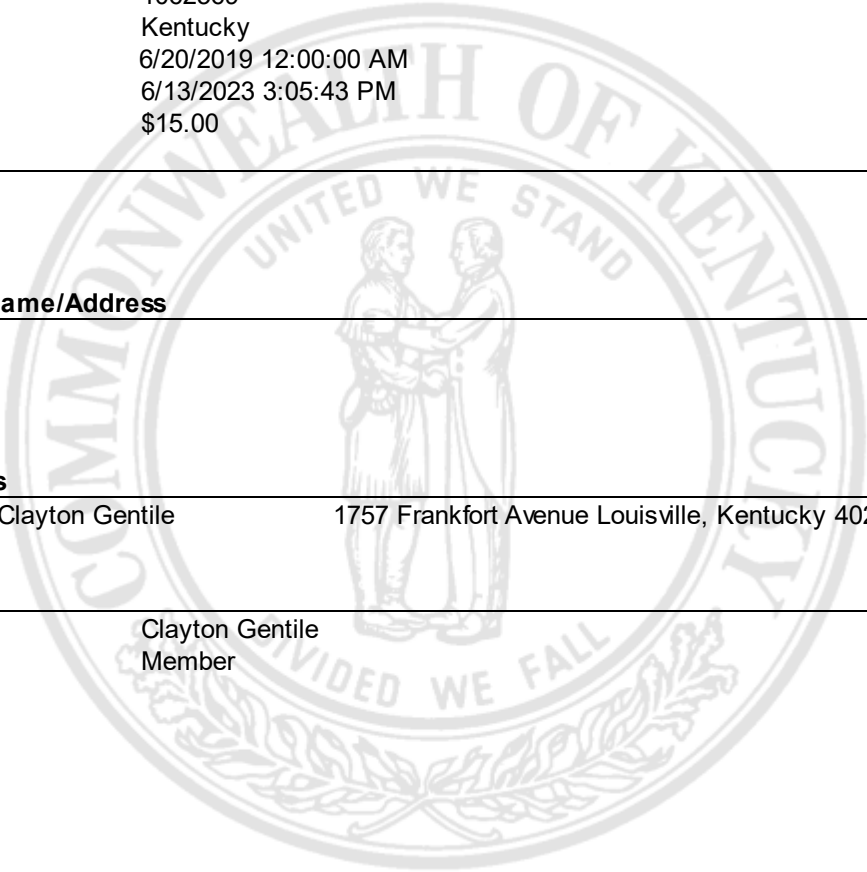 Kentucky
6/20/2019 12:00:00 AM
6/13/2023 3:05:43 PM
$15.00
COMMONWEALTH OF KENTUCKY
UNITED WE STAND
ame/Address
s
Clayton Gentile 1757 Frankfort Avenue Louisville, Kentucky 402
Clayton Gentile
Member
DIVIDED WE FALL